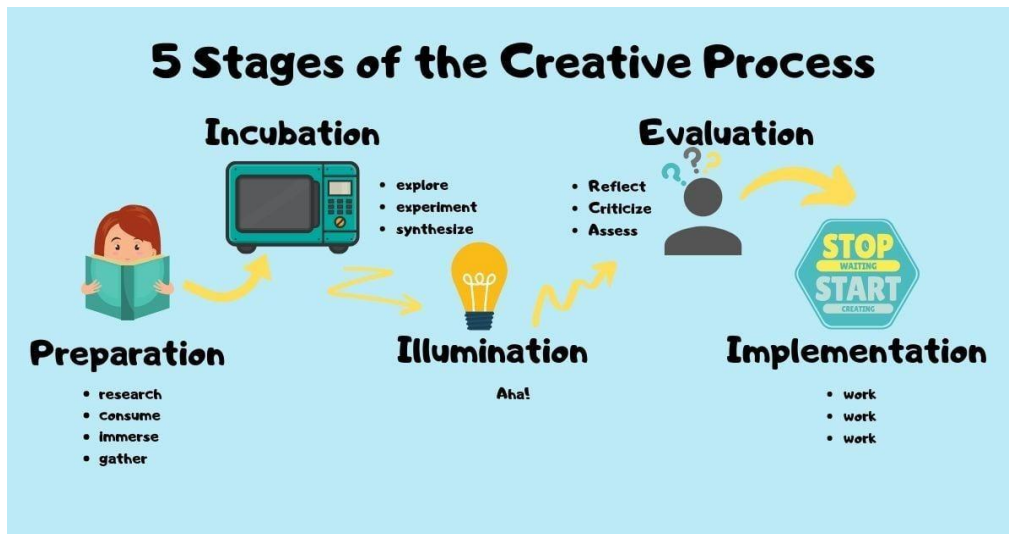 5 Stages of the Creative Process
Preparation
• research
• consume
• immerse
• gather
Incubation
• explore
• experiment
• synthesize
Illumination
Aha!
Evaluation
• Reflect
• Criticize
• Assess
STOP
WAITING
START
CREATING
Implementation
• work
• work
• work